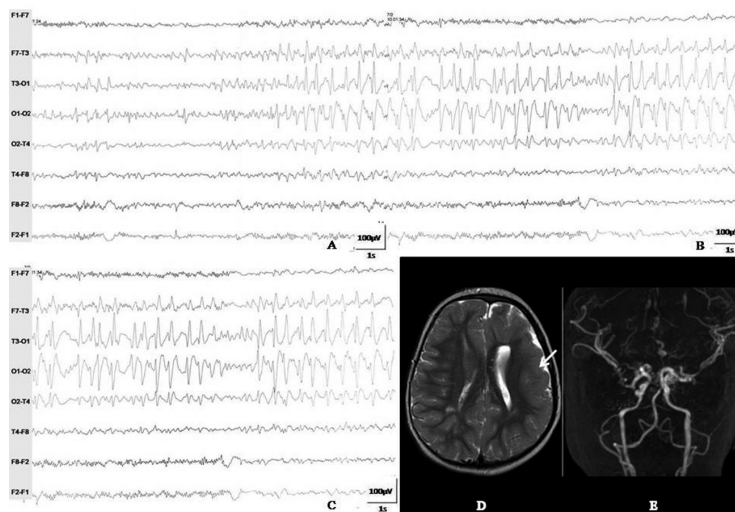 F1-F7
F7-T3
T3-O1
O1-O2
O2-T4
T4-F8
F8-F2
F2-F1
100μV
1s
A
100μV
1s
B
F1-F7
F7-T3
T3-O1
O1-O2
O2-T4
T4-F8
F8-F2
F2-F1
100μV
1s
C
D
E